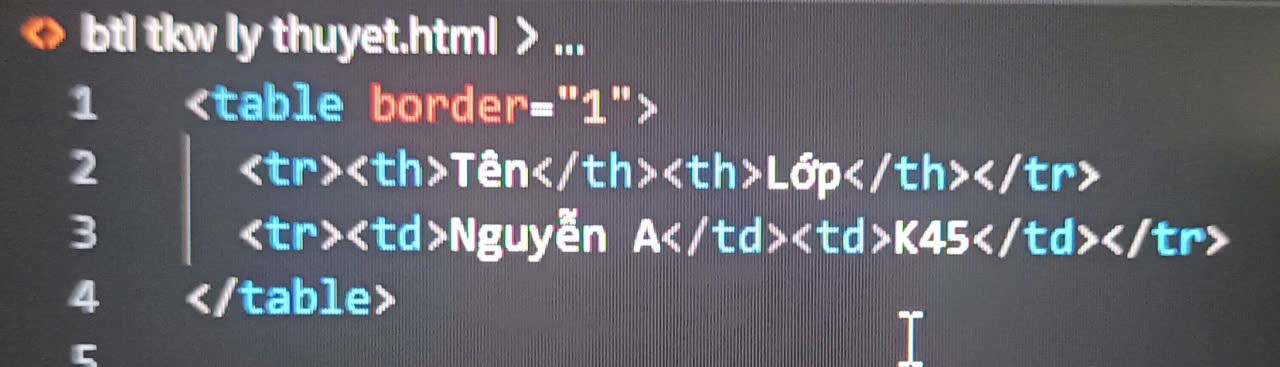 btl tkw ly thuyet.html > ...
1 <table border="1">
2 <tr><th>Tên</th><th>Lớp</th></tr>
3 <tr><td>Nguyễn A</td><td>K45</td></tr>
4 </table>
5